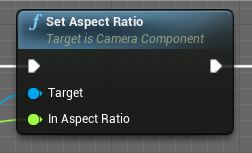 f Set Aspect Ratio
Target is Camera Component
Target
In Aspect Ratio